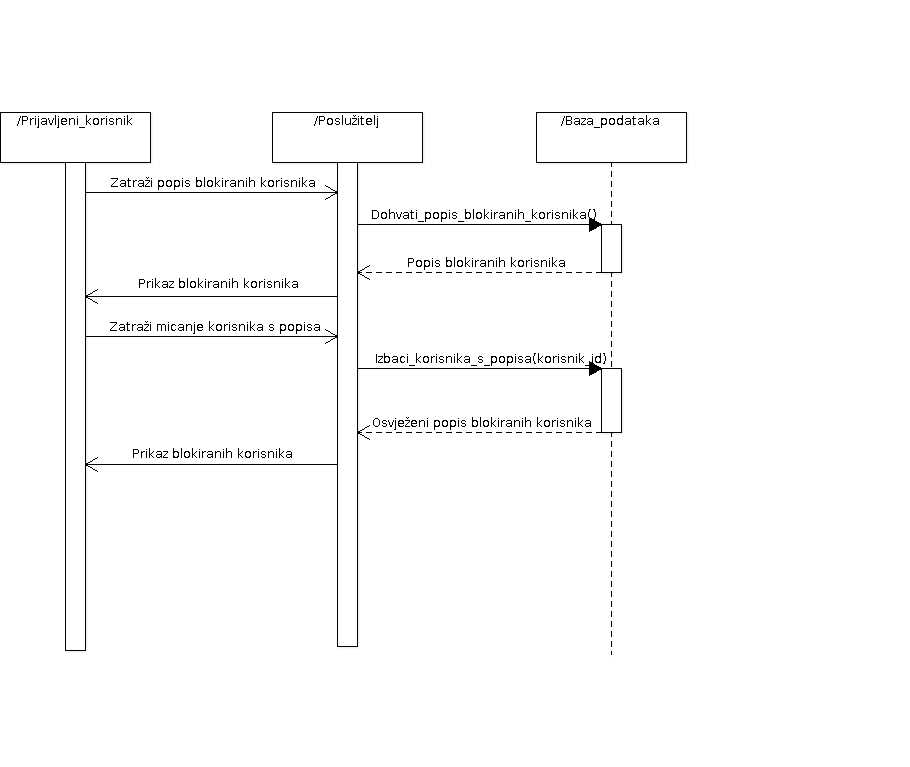 /Prijavljeni_korisnik
/Poslužitelj
/Baza_podataka
Zatraži popis blokiranih korisnika
Dohvati_popis_blokiranih_korisnika()
Popis blokiranih korisnika
Prikaz blokiranih korisnika
Zatraži micanje korisnika s popisa
Izbaci_korisnika_s_popisa(korisnik_id)
Osvježeni popis blokiranih korisnika
Prikaz blokiranih korisnika